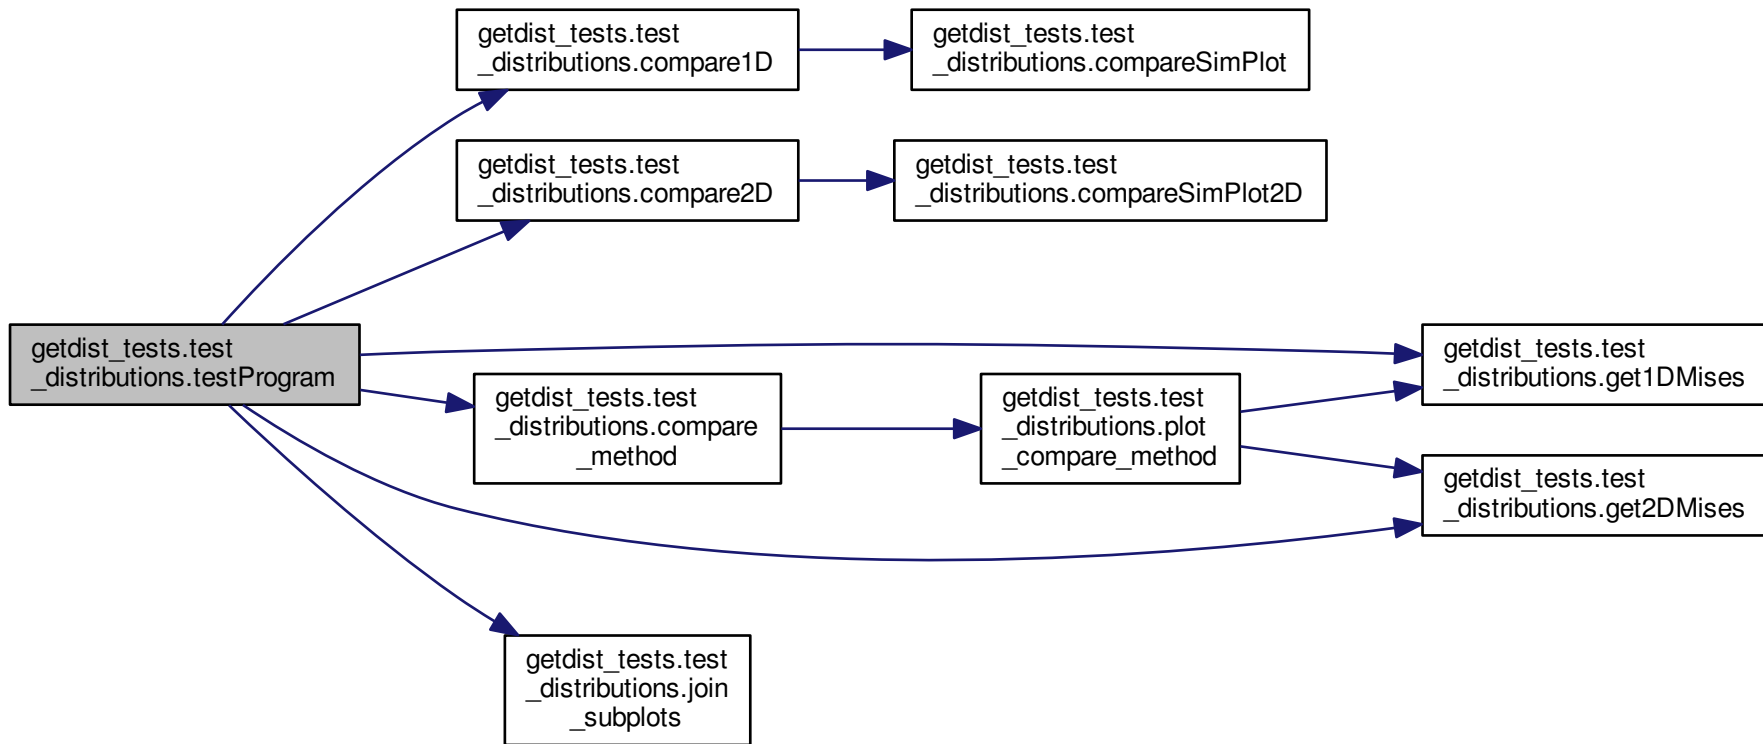 getdist_tests.test
_distributions.compare1D
getdist_tests.test
_distributions.compareSimPlot
getdist_tests.test
_distributions.compare2D
getdist_tests.test
_distributions.compareSimPlot2D
getdist_tests.test
_distributions.testProgram
getdist_tests.test
_distributions.get1DMises
getdist_tests.test
_distributions.compare
_method
getdist_tests.test
_distributions.plot
_compare_method
getdist_tests.test
_distributions.get2DMises
getdist_tests.test
_distributions.join
_subplots